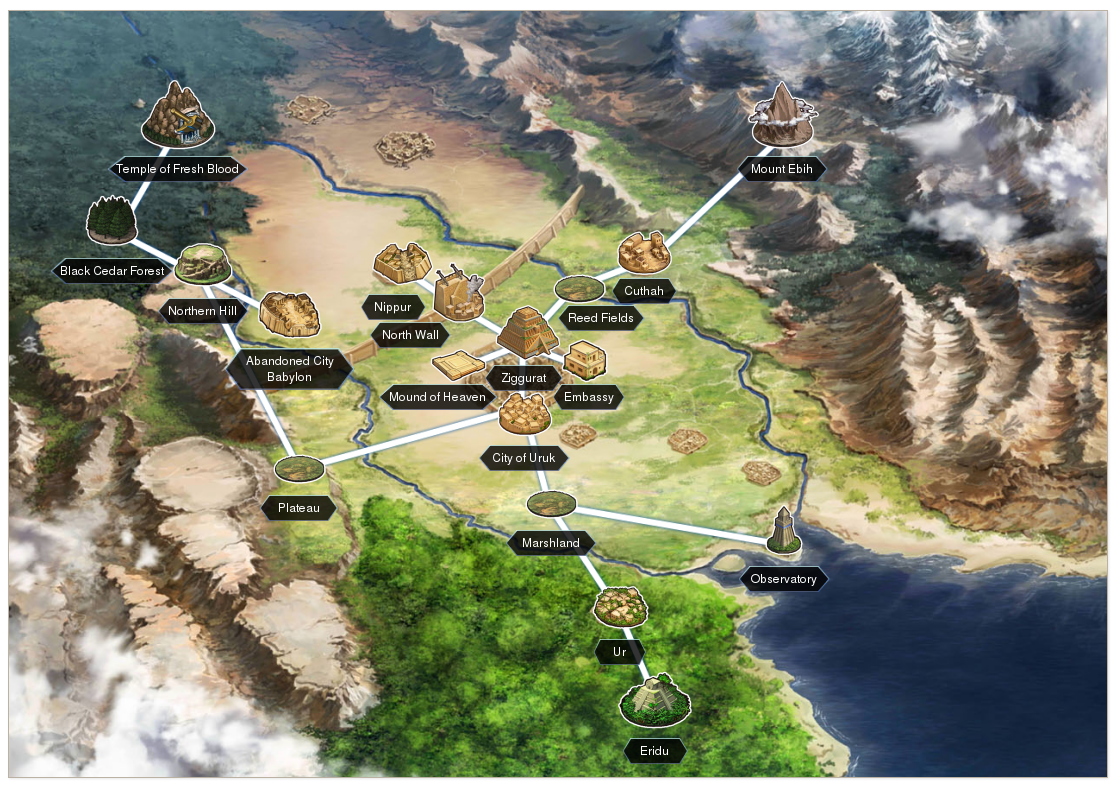 Temple of Fresh Blood
Mount Ebih
Black Cedar Forest
Northern Hill
Nippur
Cuthah
North Wall
Reed Fields
Abandoned City
Babylon
Ziggurat
Mound of Heaven
Embassy
City of Uruk
Plateau
Marshland
Observatory
Ur
Eridu